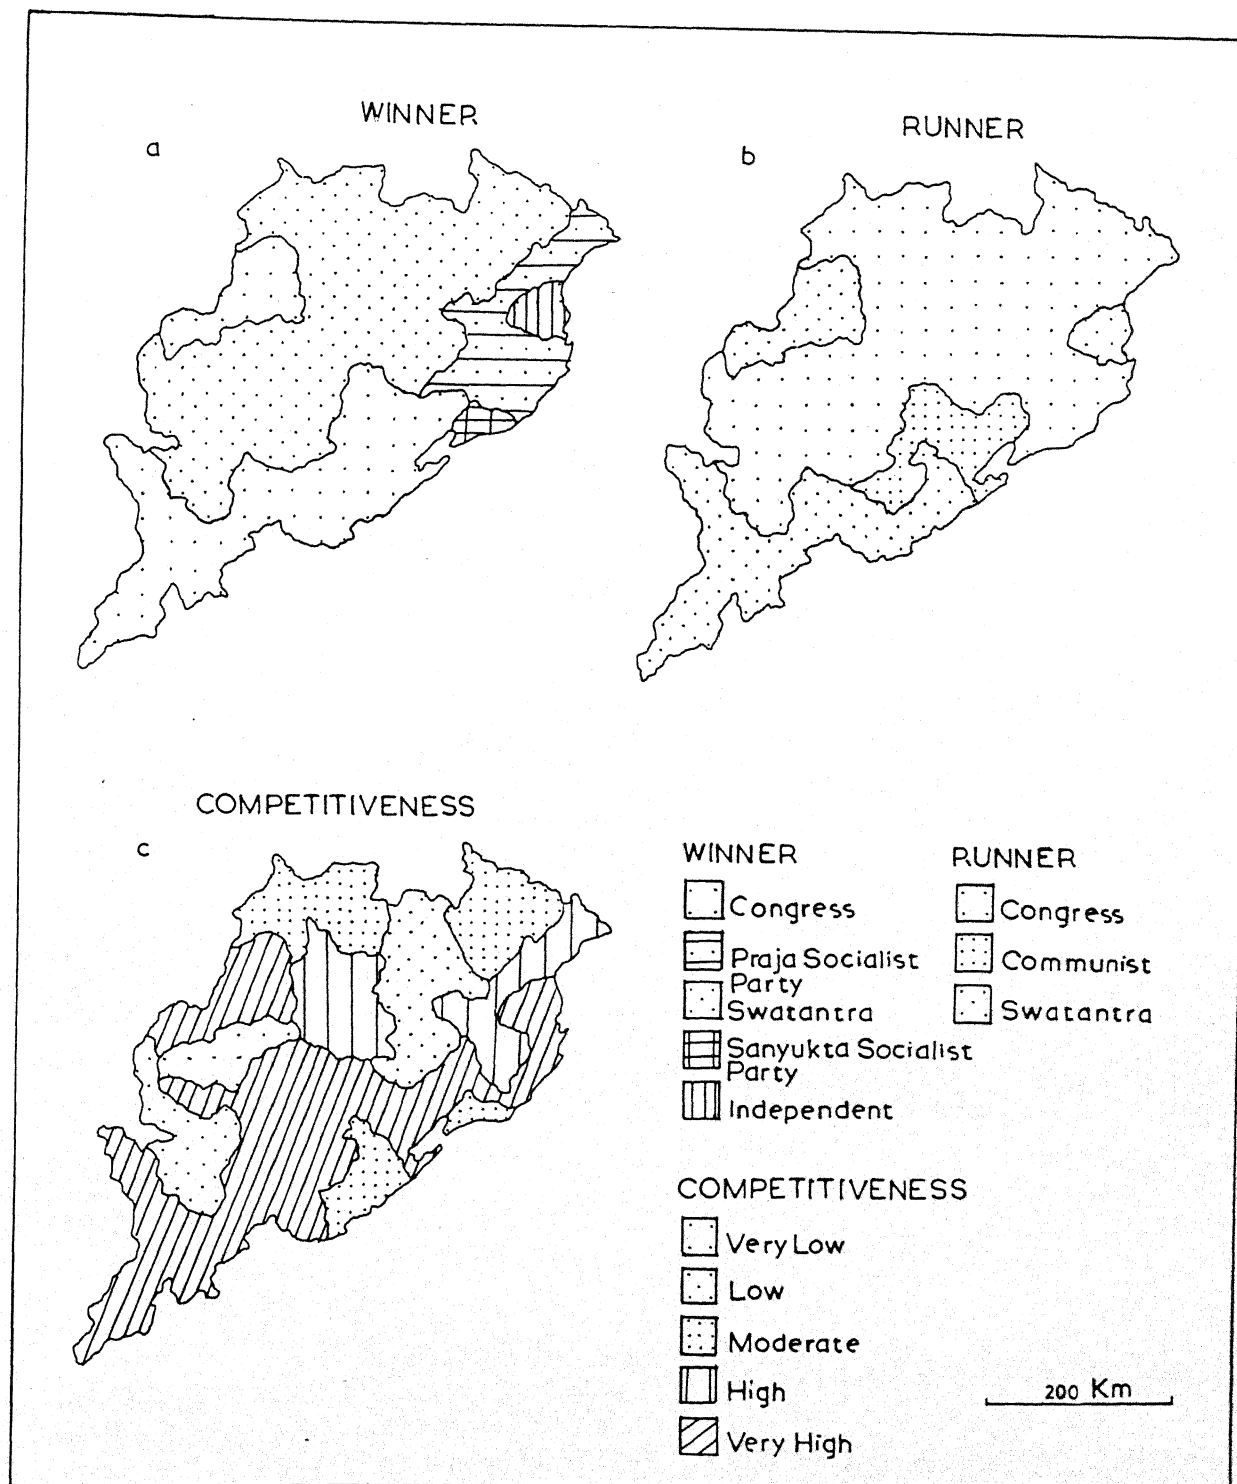 WINNER
a
RUNNER
b
COMPETITIVENESS
c
WINNER
Congress
Praja Socialist
Party
Swatantra
Sanyukta Socialist
Party
Independent
RUNNER
Congress
Communist
Swatantra
COMPETITIVENESS
Very Low
Low
Moderate
High
Very High
200 Km